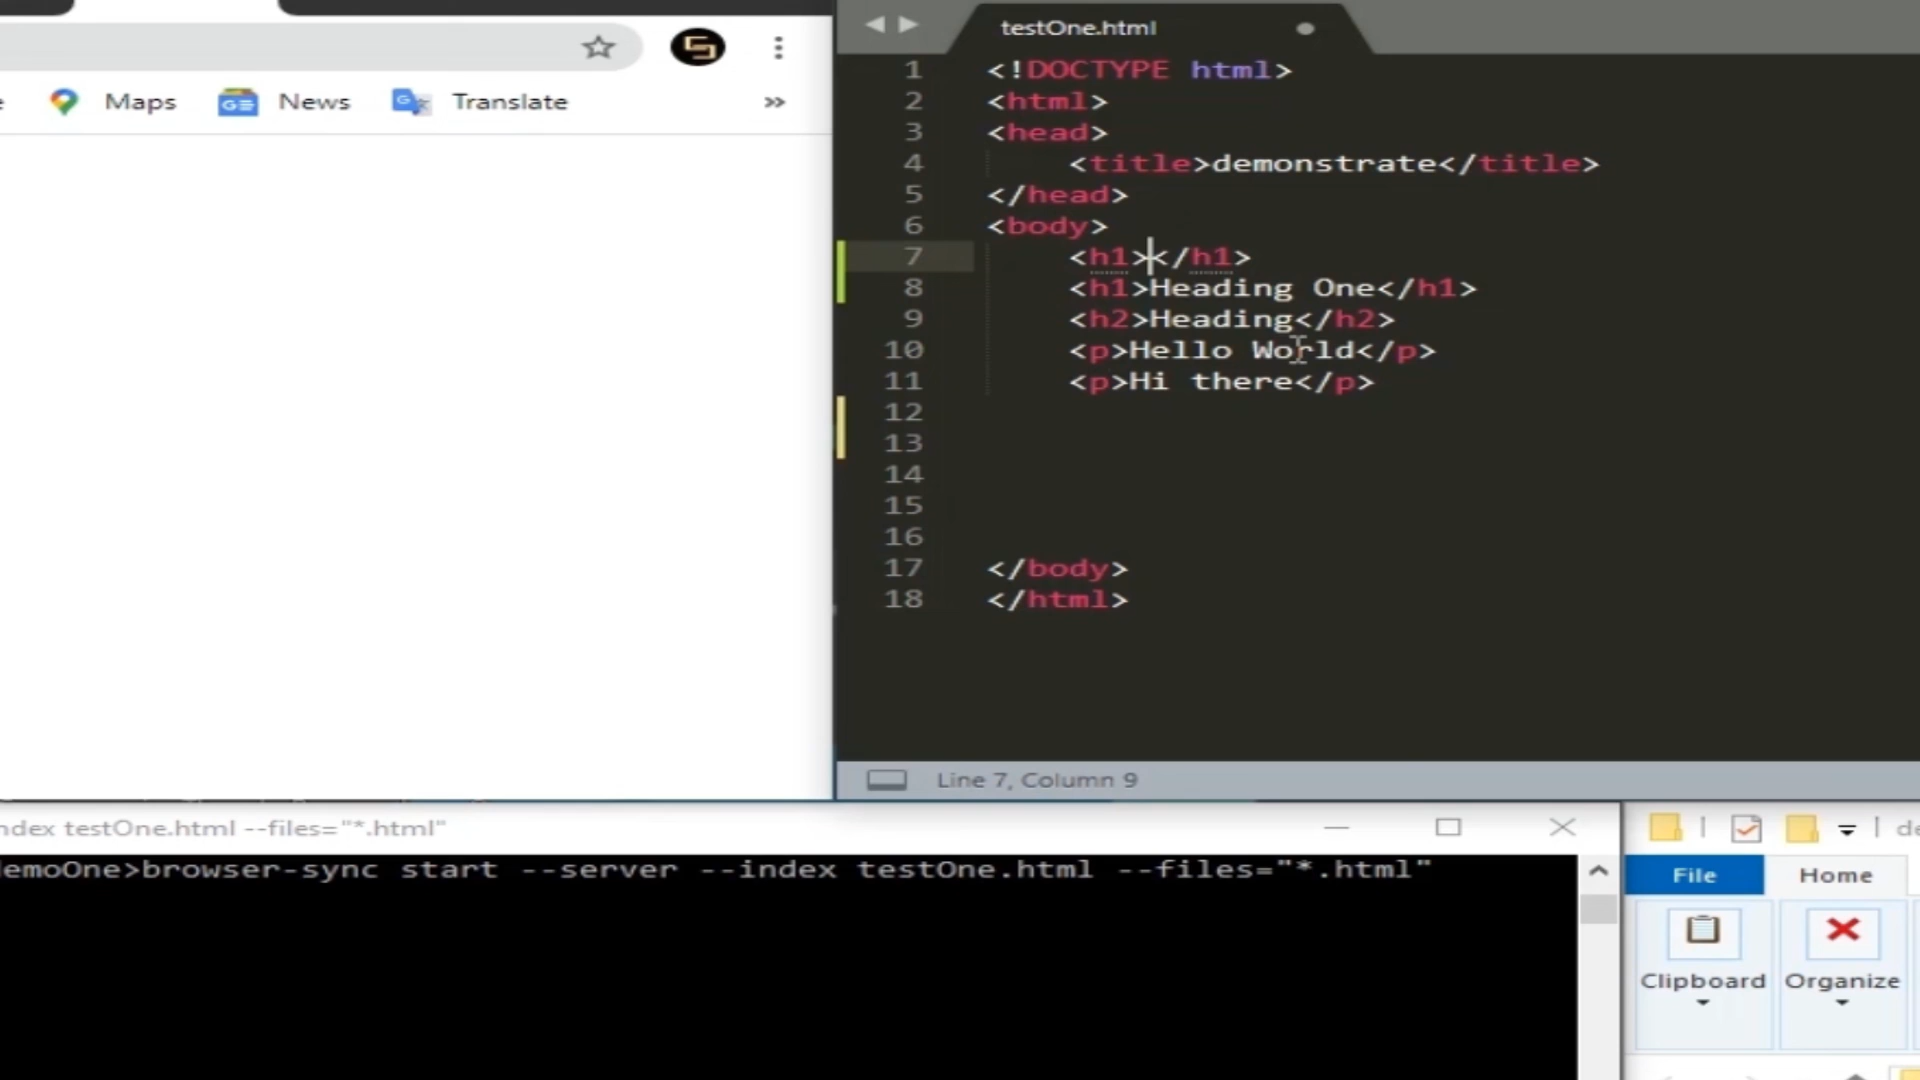 Maps News Translate »
testOne.html
1 <!DOCTYPE html>
2 <html>
3 <head>
4 <title>demonstrate</title>
5 </head>
6 <body>
7 <h1></h1>
8 <h1>Heading One</h1>
9 <h2>Heading</h2>
10 <p>Hello World</p>
11 <p>Hi there</p>
12
13
14
15
16
17 </body>
18 </html>
Line 7, Column 9
ndex testOne.html --files="*.html"
emoOne>browser-sync start --server --index testOne.html --files="*.html"
File Home
Clipboard Organize